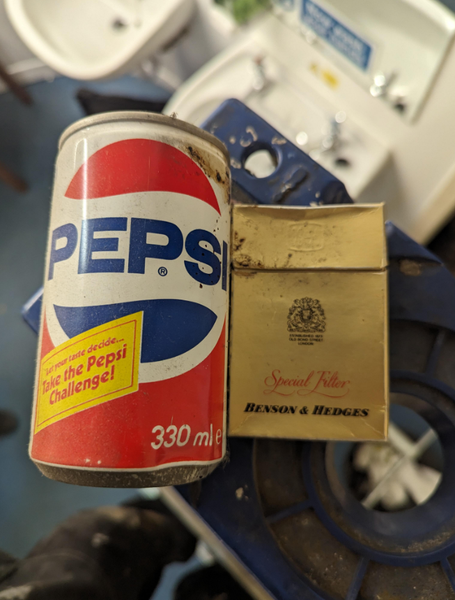 PEPSI
®
Let your taste decide...
Take the Pepsi
Challenge!
330 ml e
Special Filter
BENSON & HEDGES